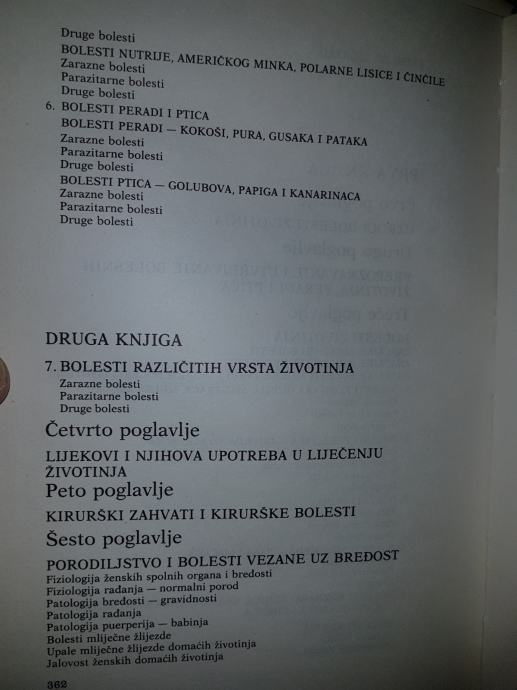 Druge bolesti
BOLESTI NUTRIJE, AMERIČKOG MINKA, POLARNE LISICE I ČINČILE
Zarazne bolesti
Parazitarne bolesti
Druge bolesti
6. BOLESTI PERADI I PTICA
BOLESTI PERADI — KOKOŠI, PURA, GUSAKA I PATAKA
Zarazne bolesti
Parazitarne bolesti
Druge bolesti
BOLESTI PTICA — GOLUBOVA, PAPIGA I KANARINACA
Zarazne bolesti
Parazitarne bolesti
Druge bolesti
DRUGA KNJIGA
7. BOLESTI RAZLIČITIH VRSTA ŽIVOTINJA
Zarazne bolesti
Parazitarne bolesti
Druge bolesti
Četvrto poglavlje
LIJEKOVI I NJIHOVA UPOTREBA U LIJEČENJU
ŽIVOTINJA
Peto poglavlje
KIRURŠKI ZAHVATI I KIRURŠKE BOLESTI
Šesto poglavlje
PORODILJSTVO I BOLESTI VEZANE UZ BREĐOST
Fiziologija ženskih spolnih organa i bređosti
Fiziologija rađanja — normalni porod
Patologija bređosti — gravidnosti
Patologija rađanja
Patologija puerperija — babinja
Bolesti mliječne žlijezde
Upale mliječne žlijezde domaćih životinja
Jalovost ženskih domaćih životinja
362